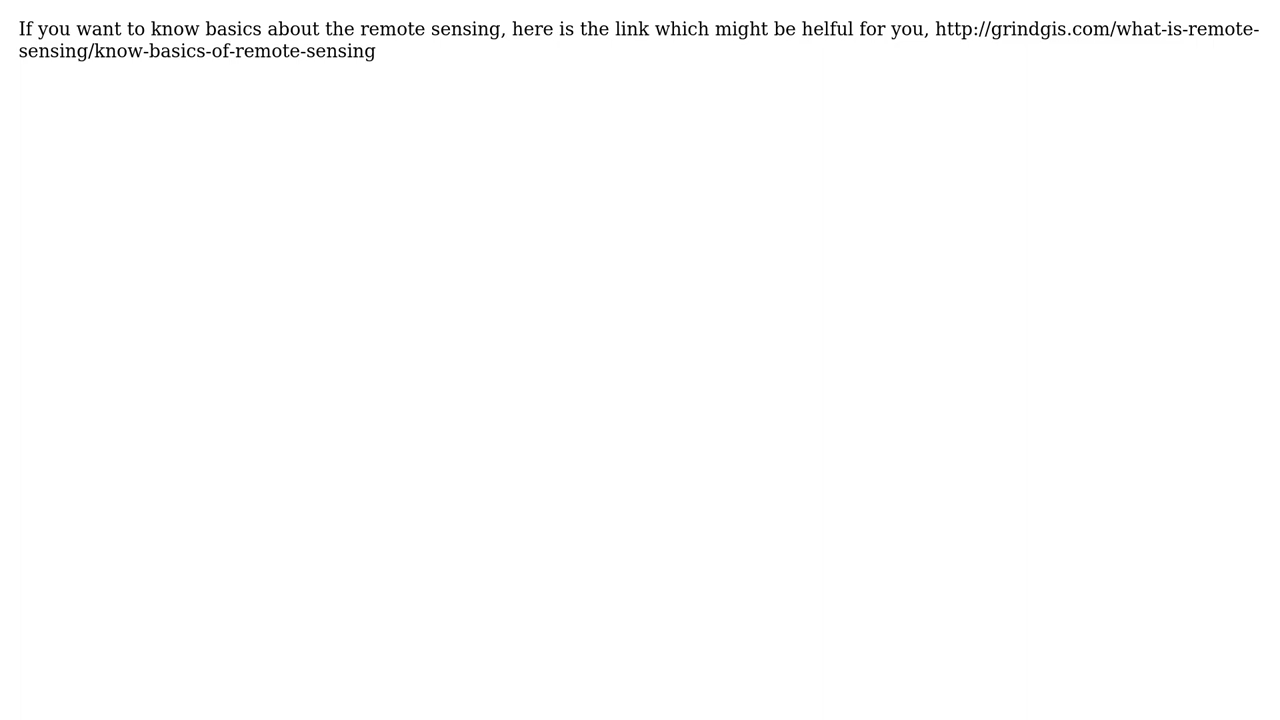 If you want to know basics about the remote sensing, here is the link which might be helful for you, http://grindgis.com/what-is-remote-
sensing/know-basics-of-remote-sensing